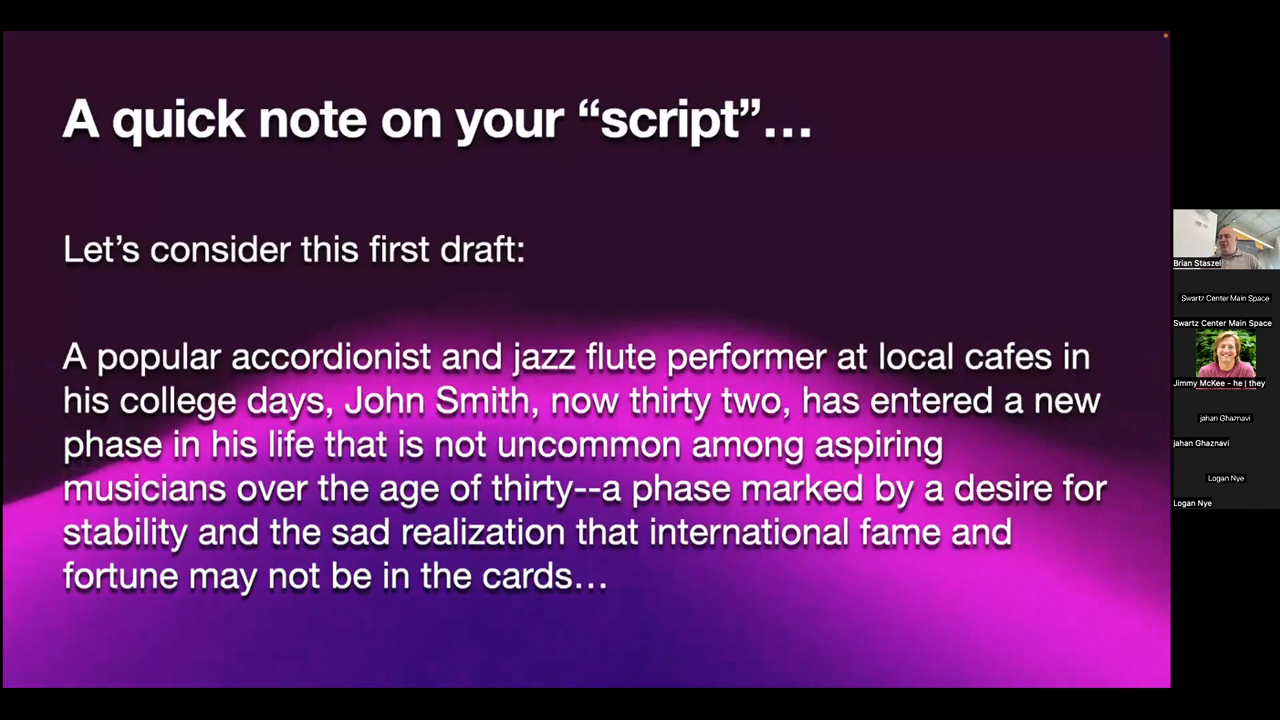 A quick note on your “script”…
Let’s consider this first draft:
A popular accordionist and jazz flute performer at local cafes in
his college days, John Smith, now thirty two, has entered a new
phase in his life that is not uncommon among aspiring
musicians over the age of thirty--a phase marked by a desire for
stability and the sad realization that international fame and
fortune may not be in the cards…
Brian Staszel
Swartz Center Main Space
Swartz Center Main Space
Jimmy McKee - he | they
jahan Ghaznavi
jahan Ghaznavi
Logan Nye
Logan Nye